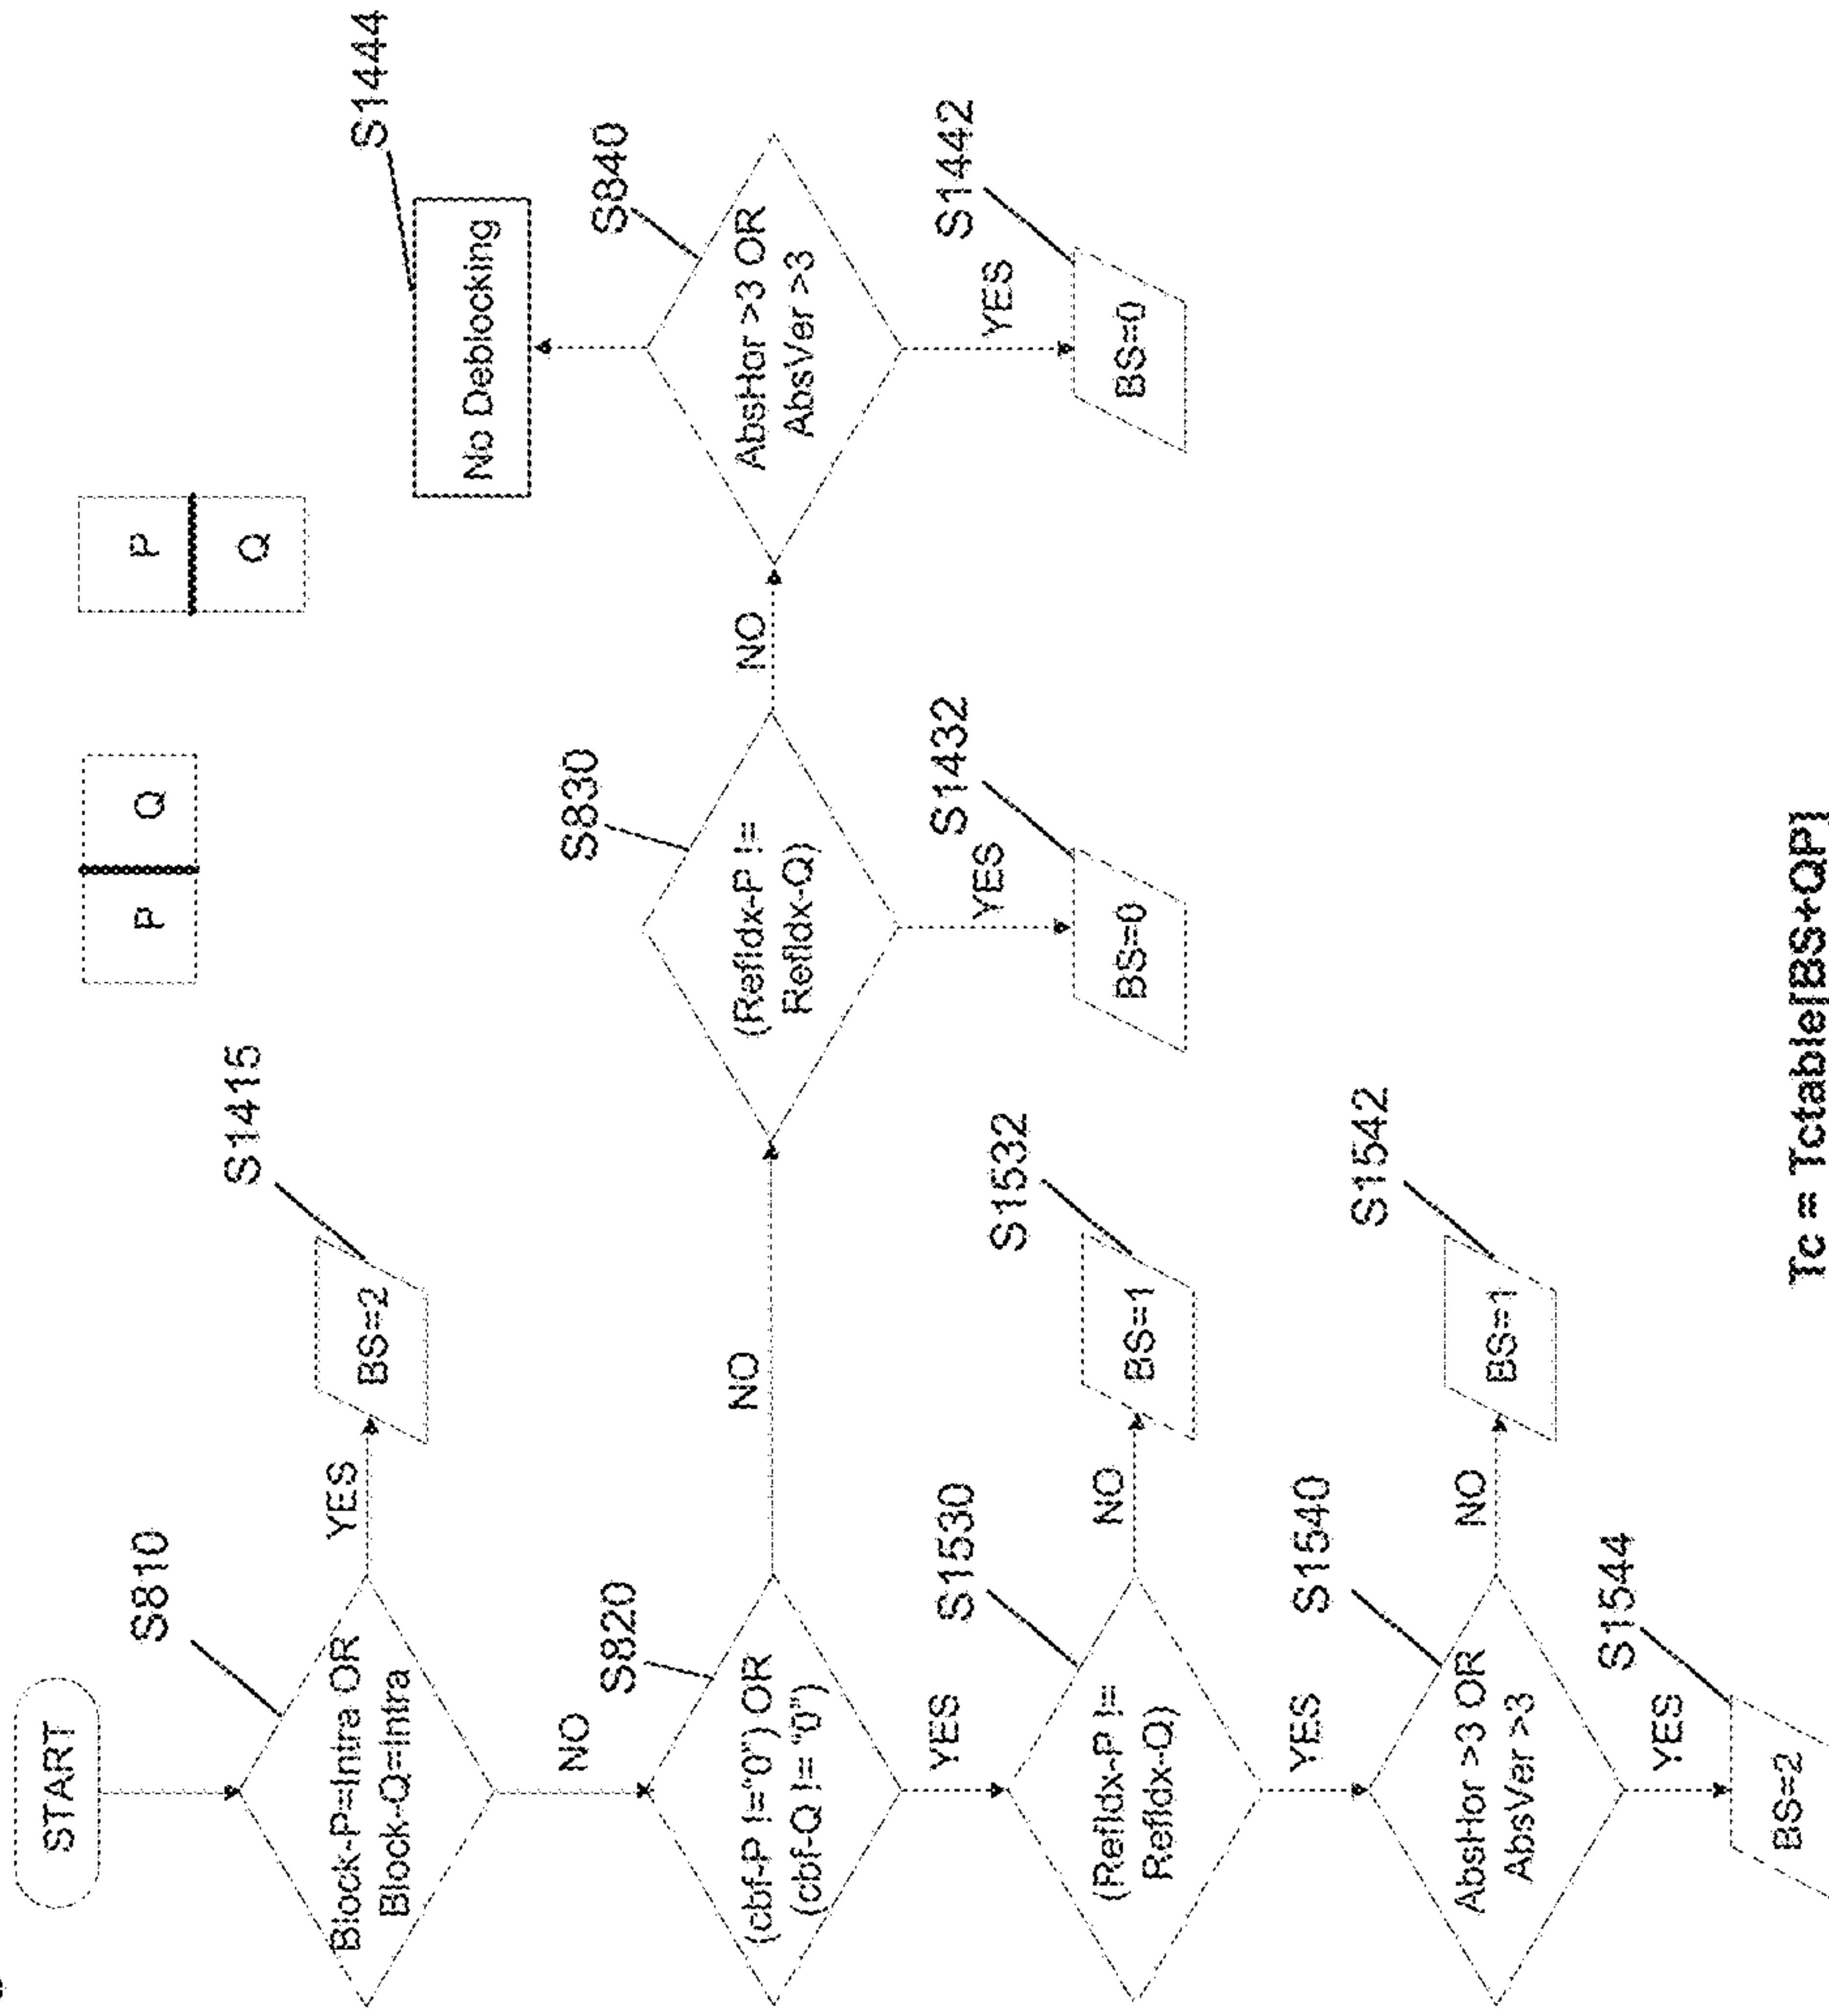 START
S810
Block-P=Intra OR
Block-Q=Intra
YES
BS=2
S1415
P
Q
P
Q
NO
S820
(cbf-P !="0") OR
(cbf-Q != "0")
NO
S830
(RefIdx-P !=
RefIdx-Q)
NO
S840
AbsHor >3 OR
AbsVer >3
No Deblocking
S1444
YES
S1530
(RefIdx-P !=
RefIdx-Q)
NO
BS=1
S1532
YES
BS=0
S1432
YES
BS=0
S1442
YES
S1540
AbsHor >3 OR
AbsVer >3
NO
BS=1
S1542
YES
S1544
BS=2
Tc = Tctable[BS+QP]